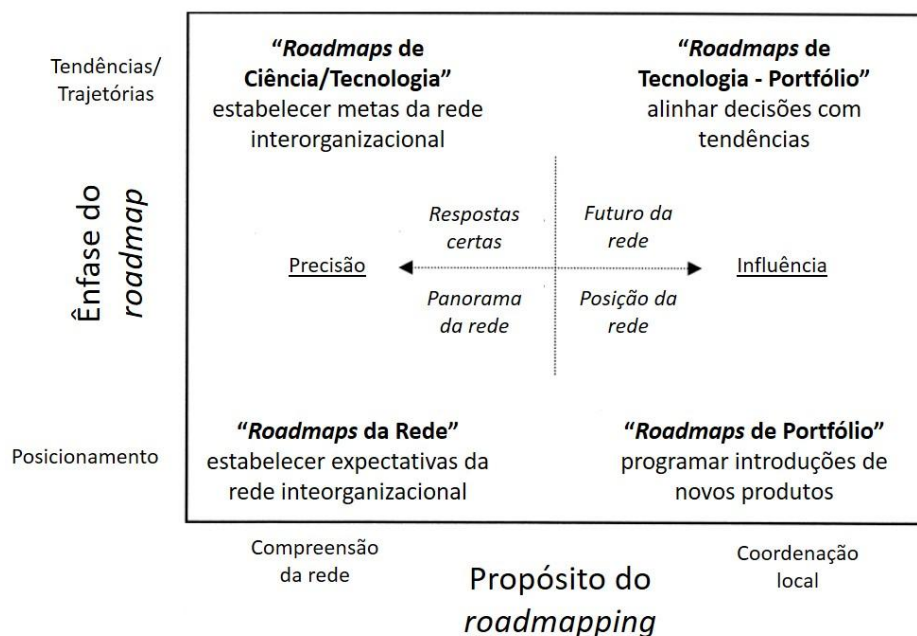 Tendências/
Trajetórias
“Roadmaps de
Ciência/Tecnologia”
estabelecer metas da rede
interorganizacional
“Roadmaps de
Tecnologia - Portfólio”
alinhar decisões com
tendências
Ênfase do
roadmap
Respostas
certas
Futuro da
rede
Precisão
Influência
Panorama
da rede
Posição da
rede
Posicionamento
“Roadmaps da Rede”
estabelecer expectativas da
rede inteorganizacional
“Roadmaps de Portfólio”
programar introduções de
novos produtos
Compreensão
da rede
Coordenação
local
Propósito do
roadmapping